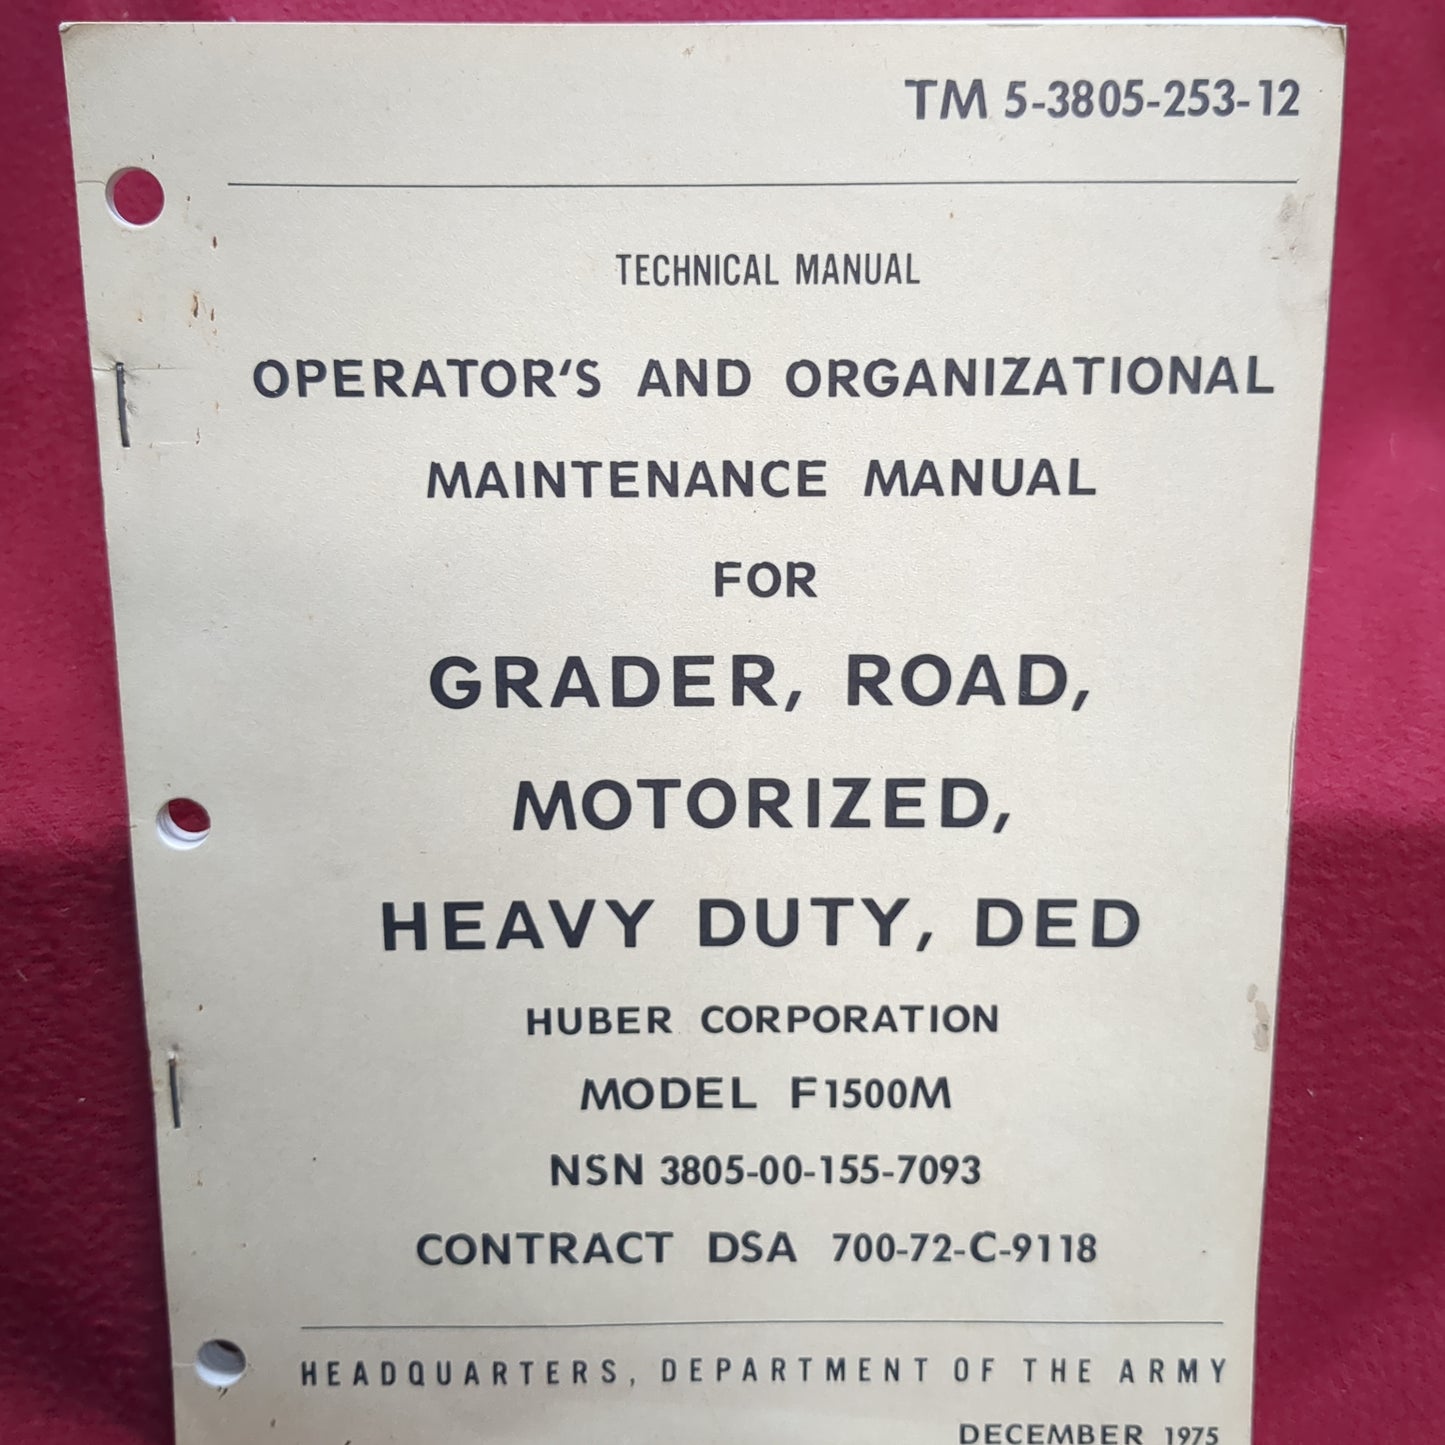 TM 5-3805-253-12
TECHNICAL MANUAL
OPERATOR'S AND ORGANIZATIONAL
MAINTENANCE MANUAL
FOR
GRADER, ROAD,
MOTORIZED,
HEAVY DUTY, DED
HUBER CORPORATION
MODEL F1500M
NSN 3805-00-155-7093
CONTRACT DSA 700-72-C-9118
HEADQUARTERS, DEPARTMENT OF THE ARMY
DECEMBER 1975